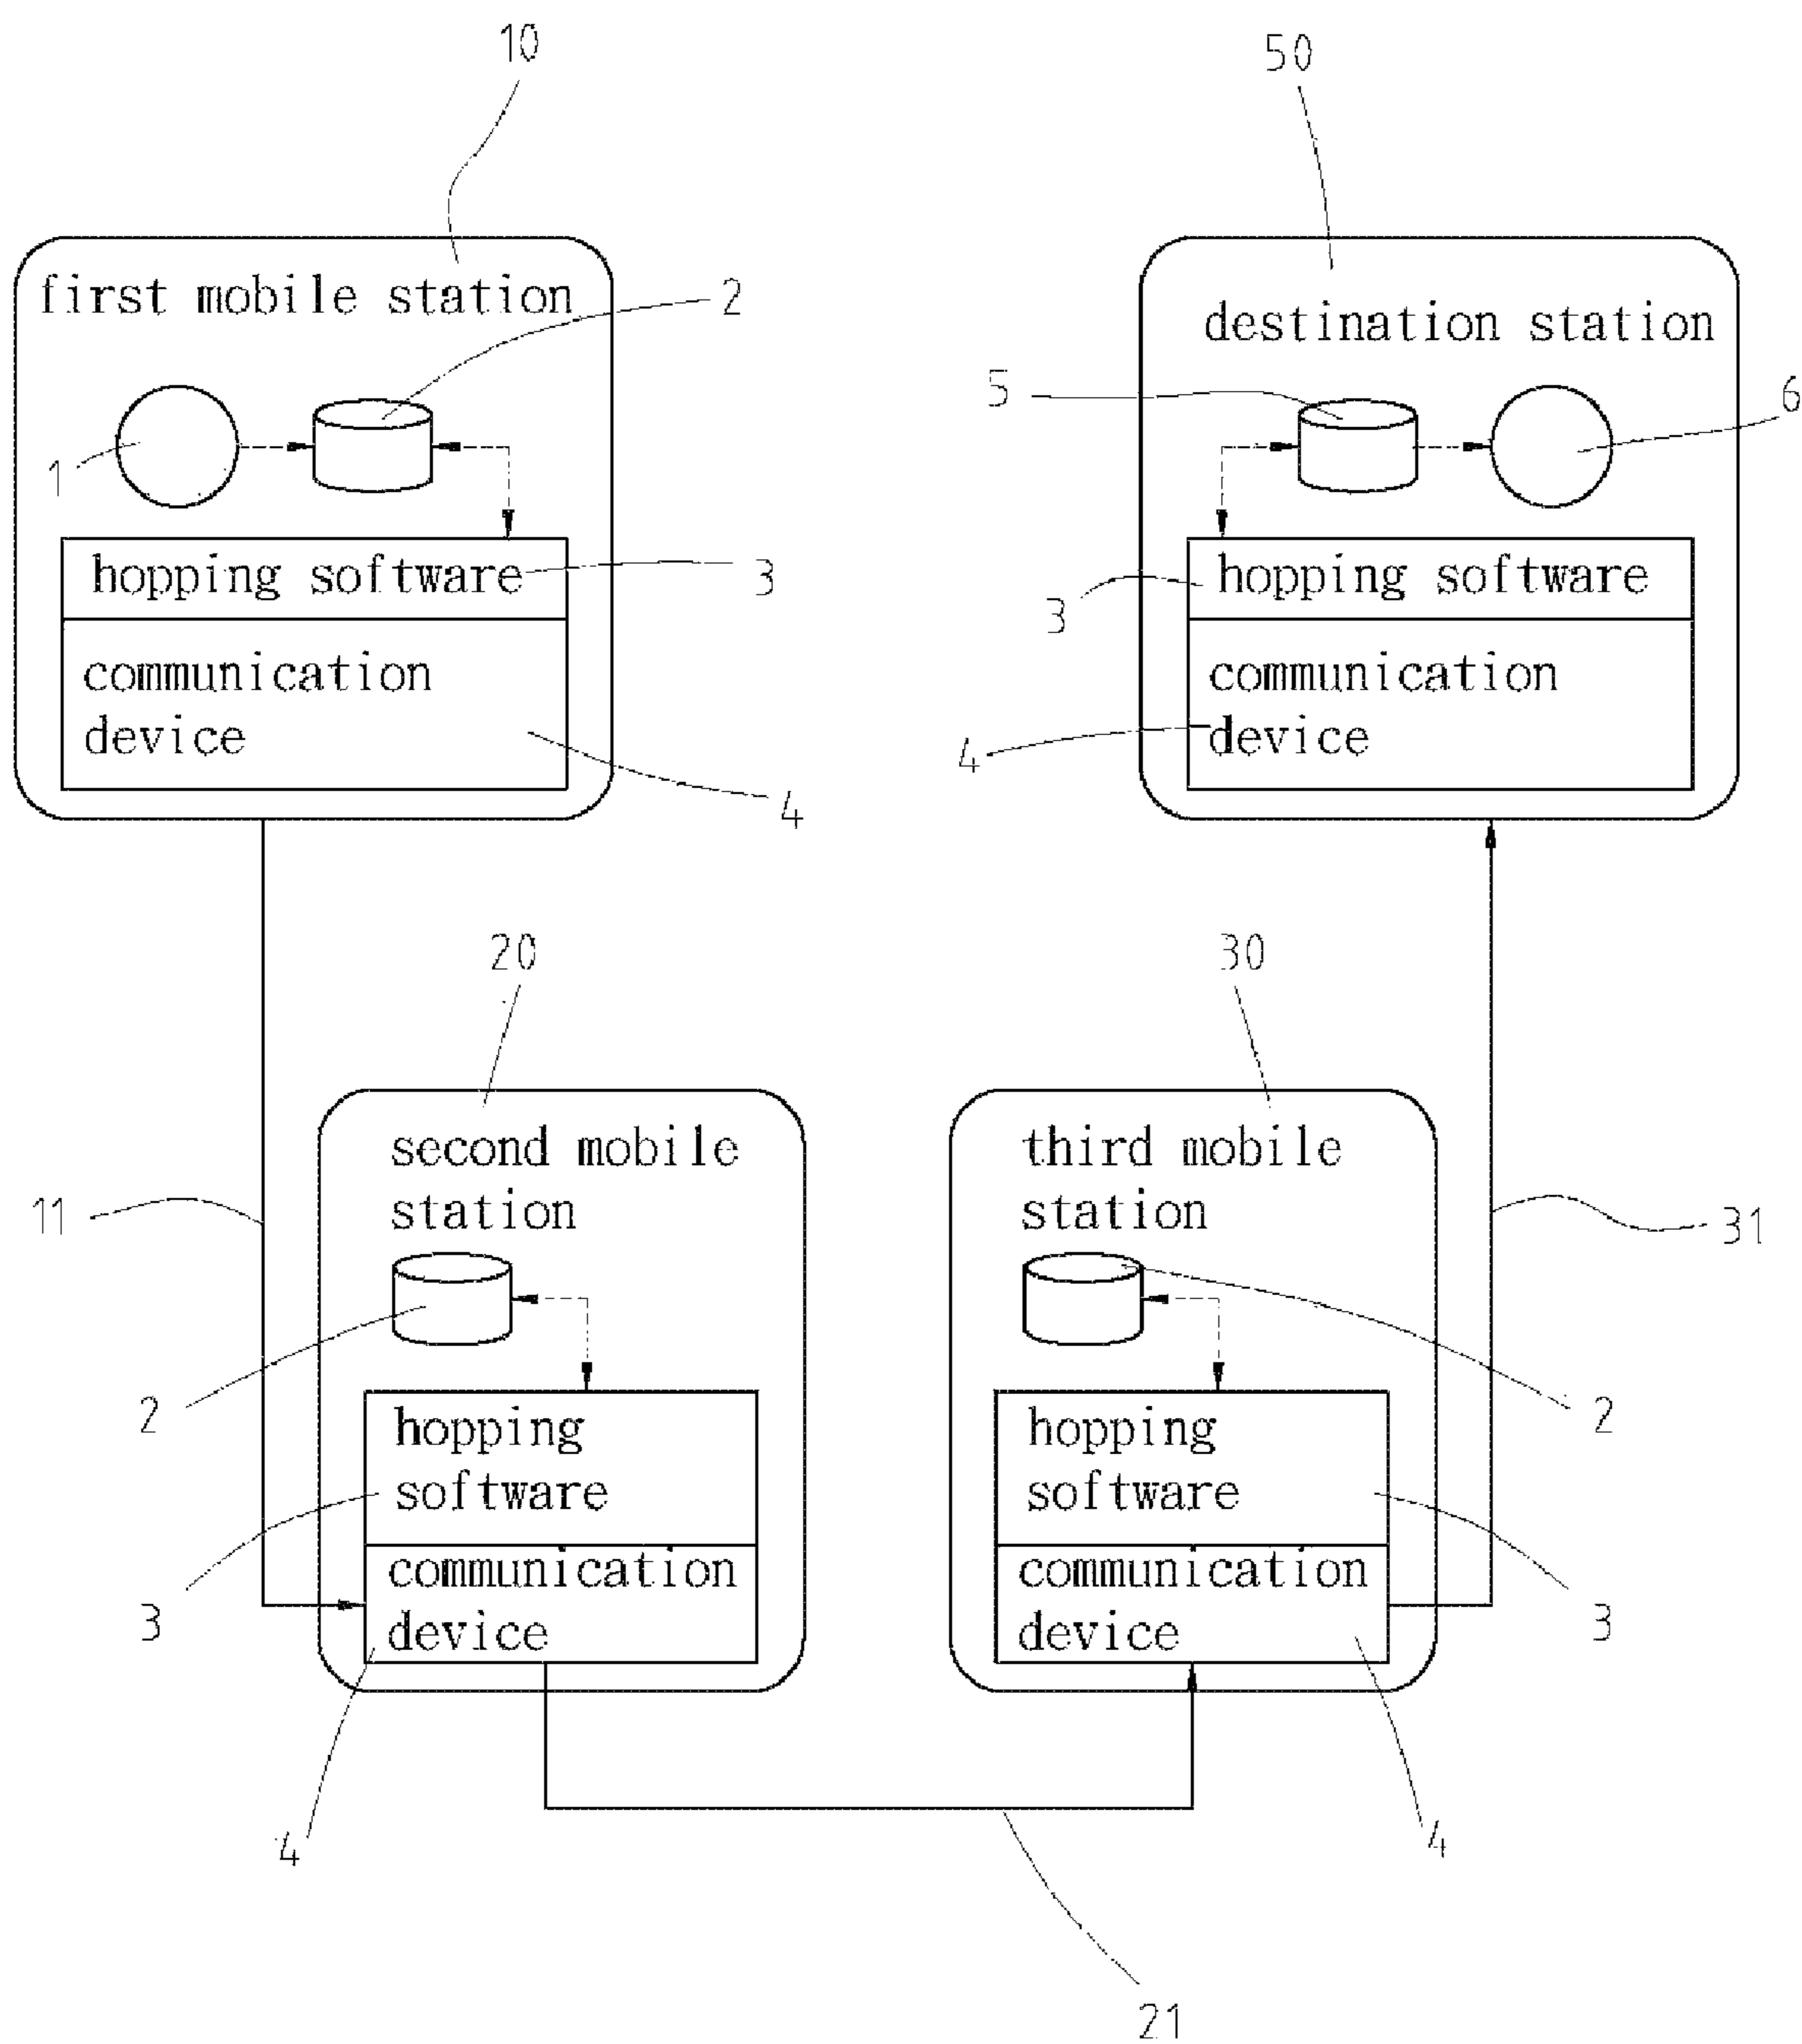 10
50
first mobile station
2
destination station
5
6
1
hopping software
3
hopping software
3
communication
device
4
communication
device
4
20
30
second mobile
station
third mobile
station
11
31
2
2
hopping
software
hopping
software
3
3
communication
device
communication
device
4
4
21